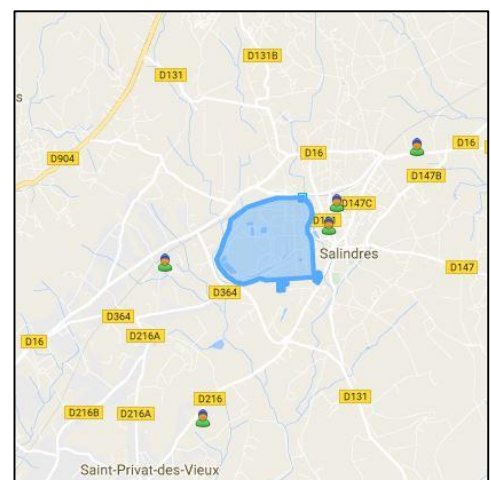 D131B
D131
D16
D16
s
D904
D147B
D147C
Salindres
D147
D364
D364
D216A
D16
D131
D216
D216B
D216A
Saint-Privat-des-Vieux